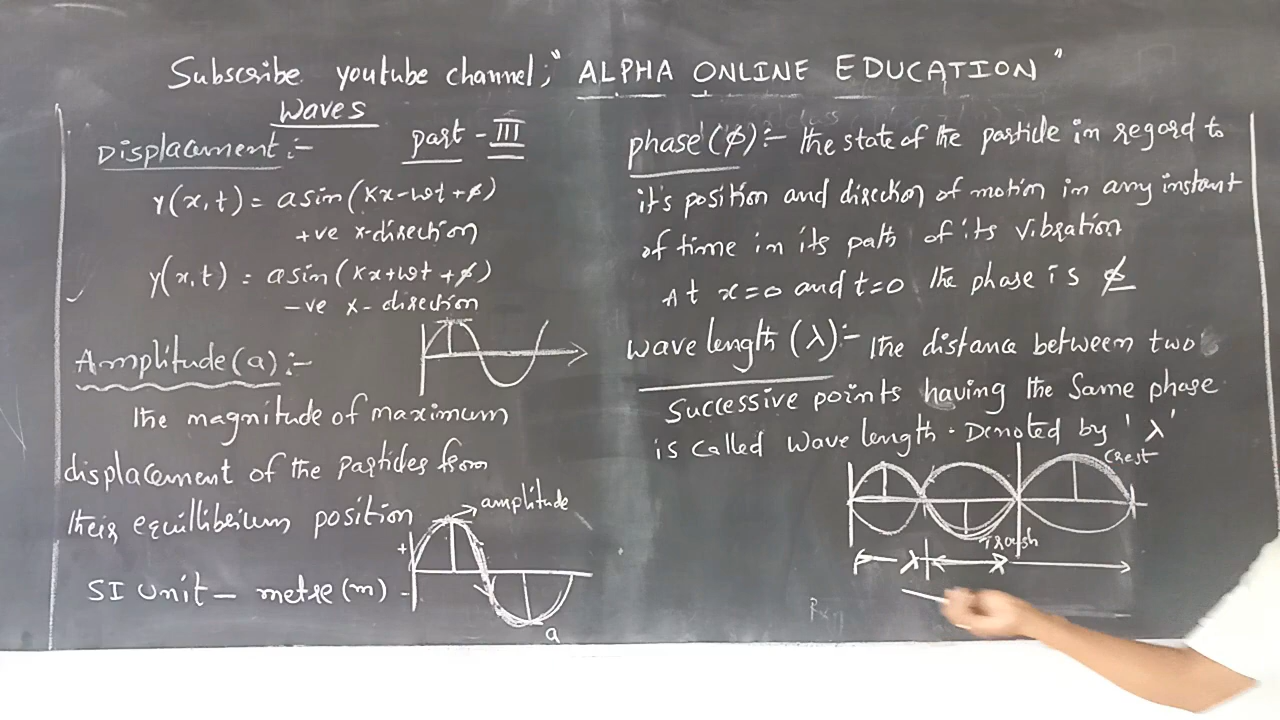 Subscribe youtube channel; "ALPHA ONLINE EDUCATION"
Waves
part - III
Displacement :-
Y(x,t) = a sin(Kx-ωt+ϕ)
+ve x-direction
Y(x,t) = a sin(Kx+ωt+ϕ)
-ve x-direction
Amplitude(a) :-
The magnitude of maximum
displacement of the particles from
their equillibrium position
amplitude
+
SI Unit - metre(m)
-
a
phase(ϕ) :- The state of the particle in regard to
it's position and direction of motion in any instant
of time in its path of its vibration
At x=0 and t=0 the phase is ϕ
wave length (λ) :- The distance between two
Successive points having the Same phase
is called Wave length. Denoted by 'λ'
Crest
λ